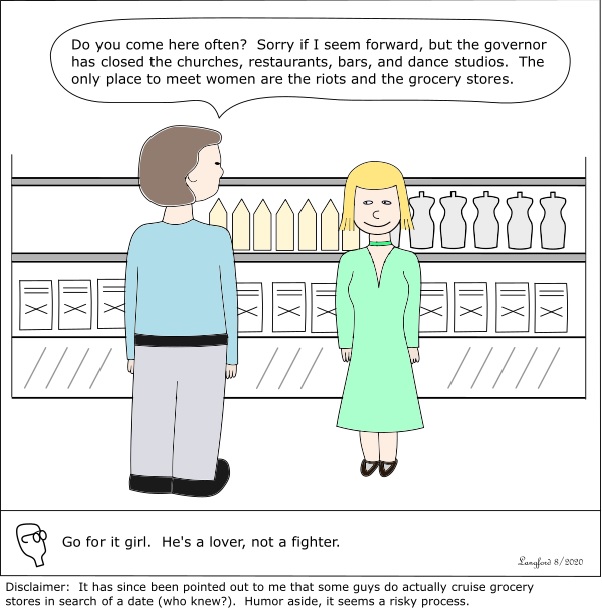 Do you come here often?  Sorry if I seem forward, but the governor
has closed the churches, restaurants, bars, and dance studios.  The
only place to meet women are the riots and the grocery stores.
Go for it girl.  He's a lover, not a fighter.
Langford 8/2020
Disclaimer:  It has since been pointed out to me that some guys do actually cruise grocery
stores in search of a date (who knew?).  Humor aside, it seems a risky process.